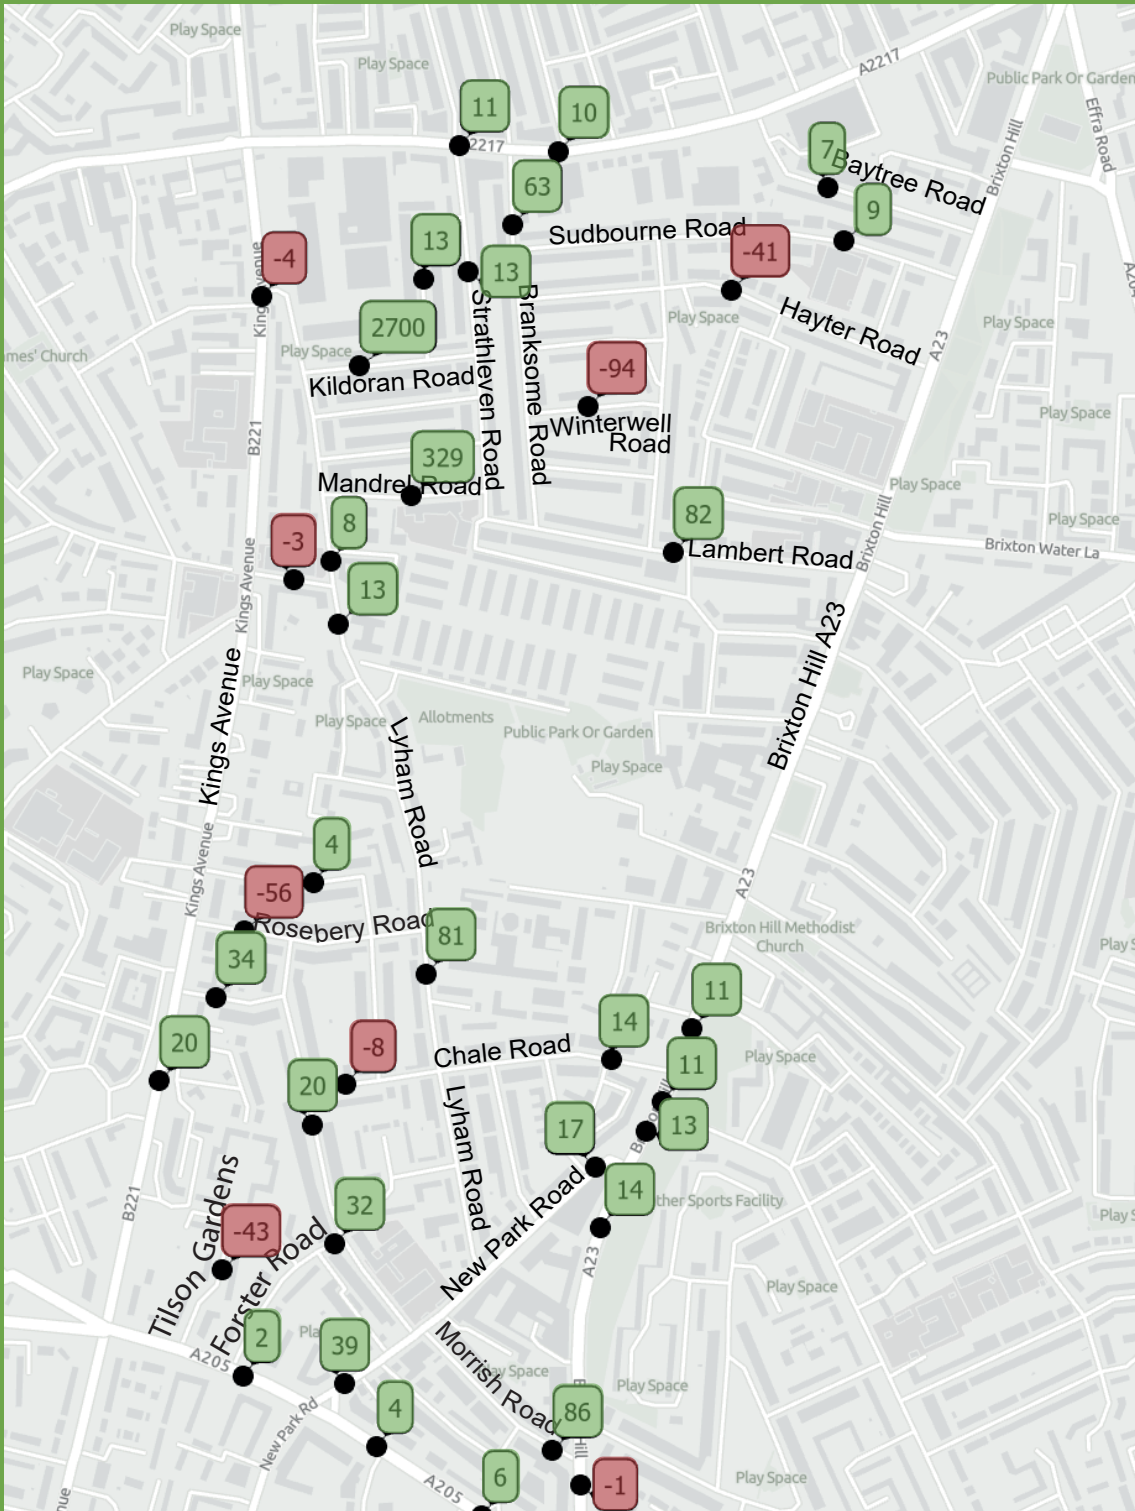 Play Space
Play Space
A2217
Public Park Or Garden
11
10
Effra Road
2217
7
Baytree Road
Brixton Hill
63
9
Sudbourne Road
13
-4
-41
13
Kings Avenue
2700
Play Space
Hayter Road
Play Space
A23
Strathleven Road
Branksome Road
Play Space
-94
Kildoran Road
Play Space
Winterwell
Road
B221
329
Mandrel Road
Play Space
82
8
Play Space
-3
Lambert Road
Brixton Hill
Brixton Water La
Kings Avenue
13
Brixton Hill A23
Play Space
Play Space
Kings Avenue
Play Space
Allotments
Public Park Or Garden
Play Space
Lyham Road
4
Kings Avenue
-56
A23
Rosebery Road
81
Brixton Hill Methodist
Church
34
11
14
20
-8
Chale Road
11
Play Space
20
Lyham Road
17
13
Tilson Gardens
B221
32
14
New Park Road
-43
Forster Road
A23
Play Space
2
39
A205
Morrish Road
Play Space
4
New Park Rd
86
Hill
6
A205
-1
Play Space